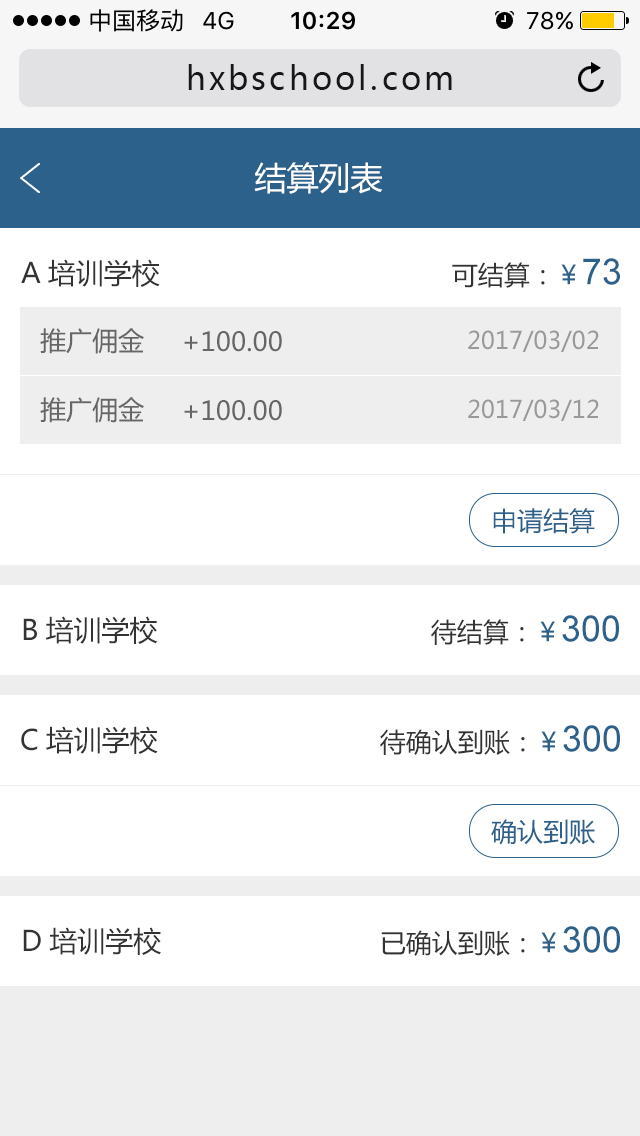 中国移动 4G 10:29 78%
hxbschool.com
结算列表
A 培训学校 可结算：¥73
推广佣金 +100.00 2017/03/02
推广佣金 +100.00 2017/03/12
申请结算
B 培训学校 待结算：¥300
C 培训学校 待确认到账：¥300
确认到账
D 培训学校 已确认到账：¥300